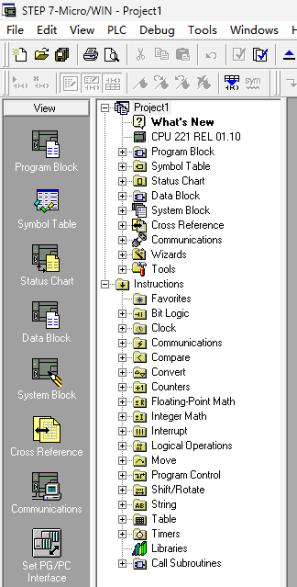 STEP 7-Micro/WIN - Project1
File Edit View PLC Debug Tools Windows
View
Program Block
Symbol Table
Status Chart
Data Block
System Block
Cross Reference
Communications
Set PG/PC
Interface
Project1
What's New
CPU 221 REL 01.10
Program Block
Symbol Table
Status Chart
Data Block
System Block
Cross Reference
Communications
Wizards
Tools
Instructions
Favorites
Bit Logic
Clock
Communications
Compare
Convert
Counters
Floating-Point Math
Integer Math
Interrupt
Logical Operations
Move
Program Control
Shift/Rotate
String
Table
Timers
Libraries
Call Subroutines